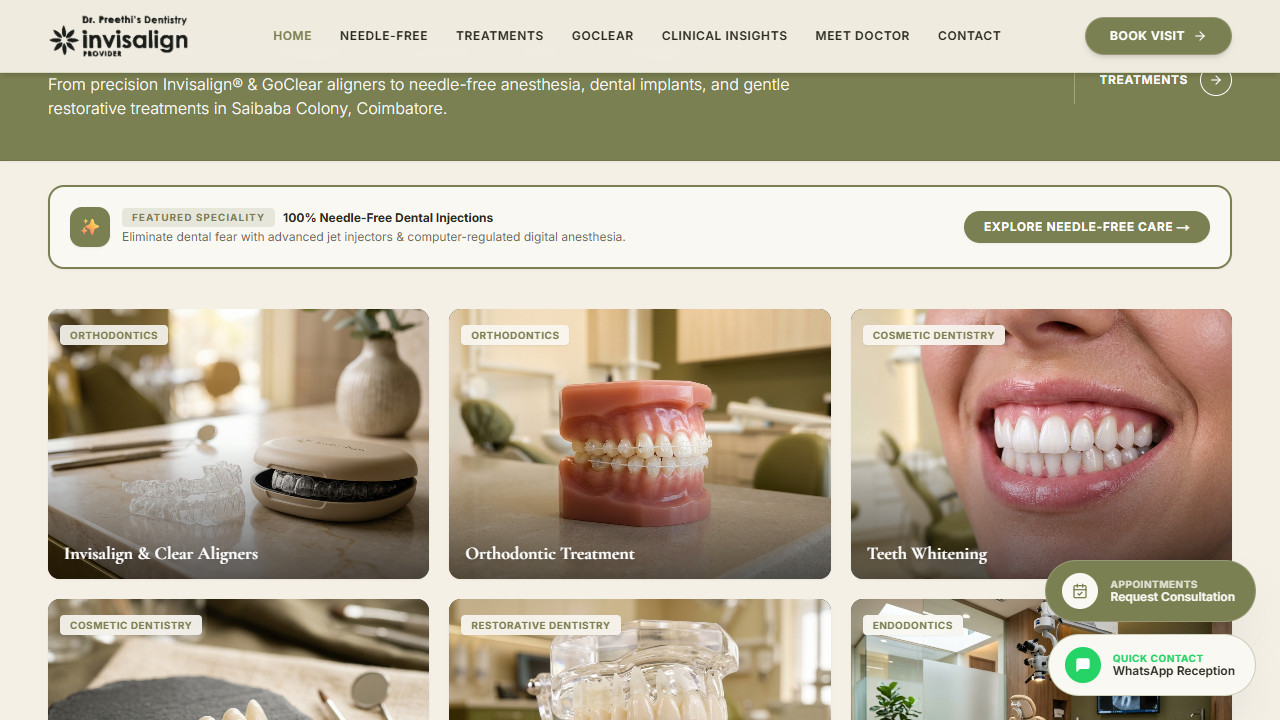 Dr. Preethi's Dentistry
invisalign
PROVIDER
HOME
NEEDLE-FREE
TREATMENTS
GOCLEAR
CLINICAL INSIGHTS
MEET DOCTOR
CONTACT
BOOK VISIT →
From precision Invisalign® & GoClear aligners to needle-free anesthesia, dental implants, and gentle
restorative treatments in Saibaba Colony, Coimbatore.
TREATMENTS →
FEATURED SPECIALITY 100% Needle-Free Dental Injections
Eliminate dental fear with advanced jet injectors & computer-regulated digital anesthesia.
EXPLORE NEEDLE-FREE CARE →
ORTHODONTICS
Invisalign & Clear Aligners
ORTHODONTICS
Orthodontic Treatment
COSMETIC DENTISTRY
Teeth Whitening
COSMETIC DENTISTRY
RESTORATIVE DENTISTRY
ENDODONTICS
APPOINTMENTS
Request Consultation
QUICK CONTACT
WhatsApp Reception